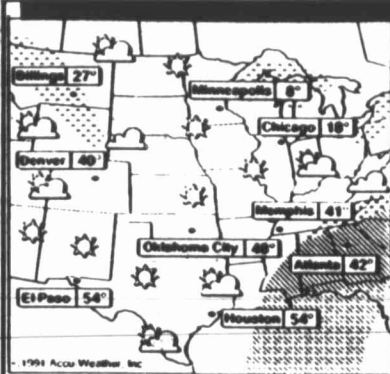 Billings 27°
Minneapolis 8°
Chicago 18°
Denver 40°
Memphis 41°
Oklahoma City 48°
Atlanta 42°
El Paso 54°
Houston 54°
1991 Accu Weather, Inc